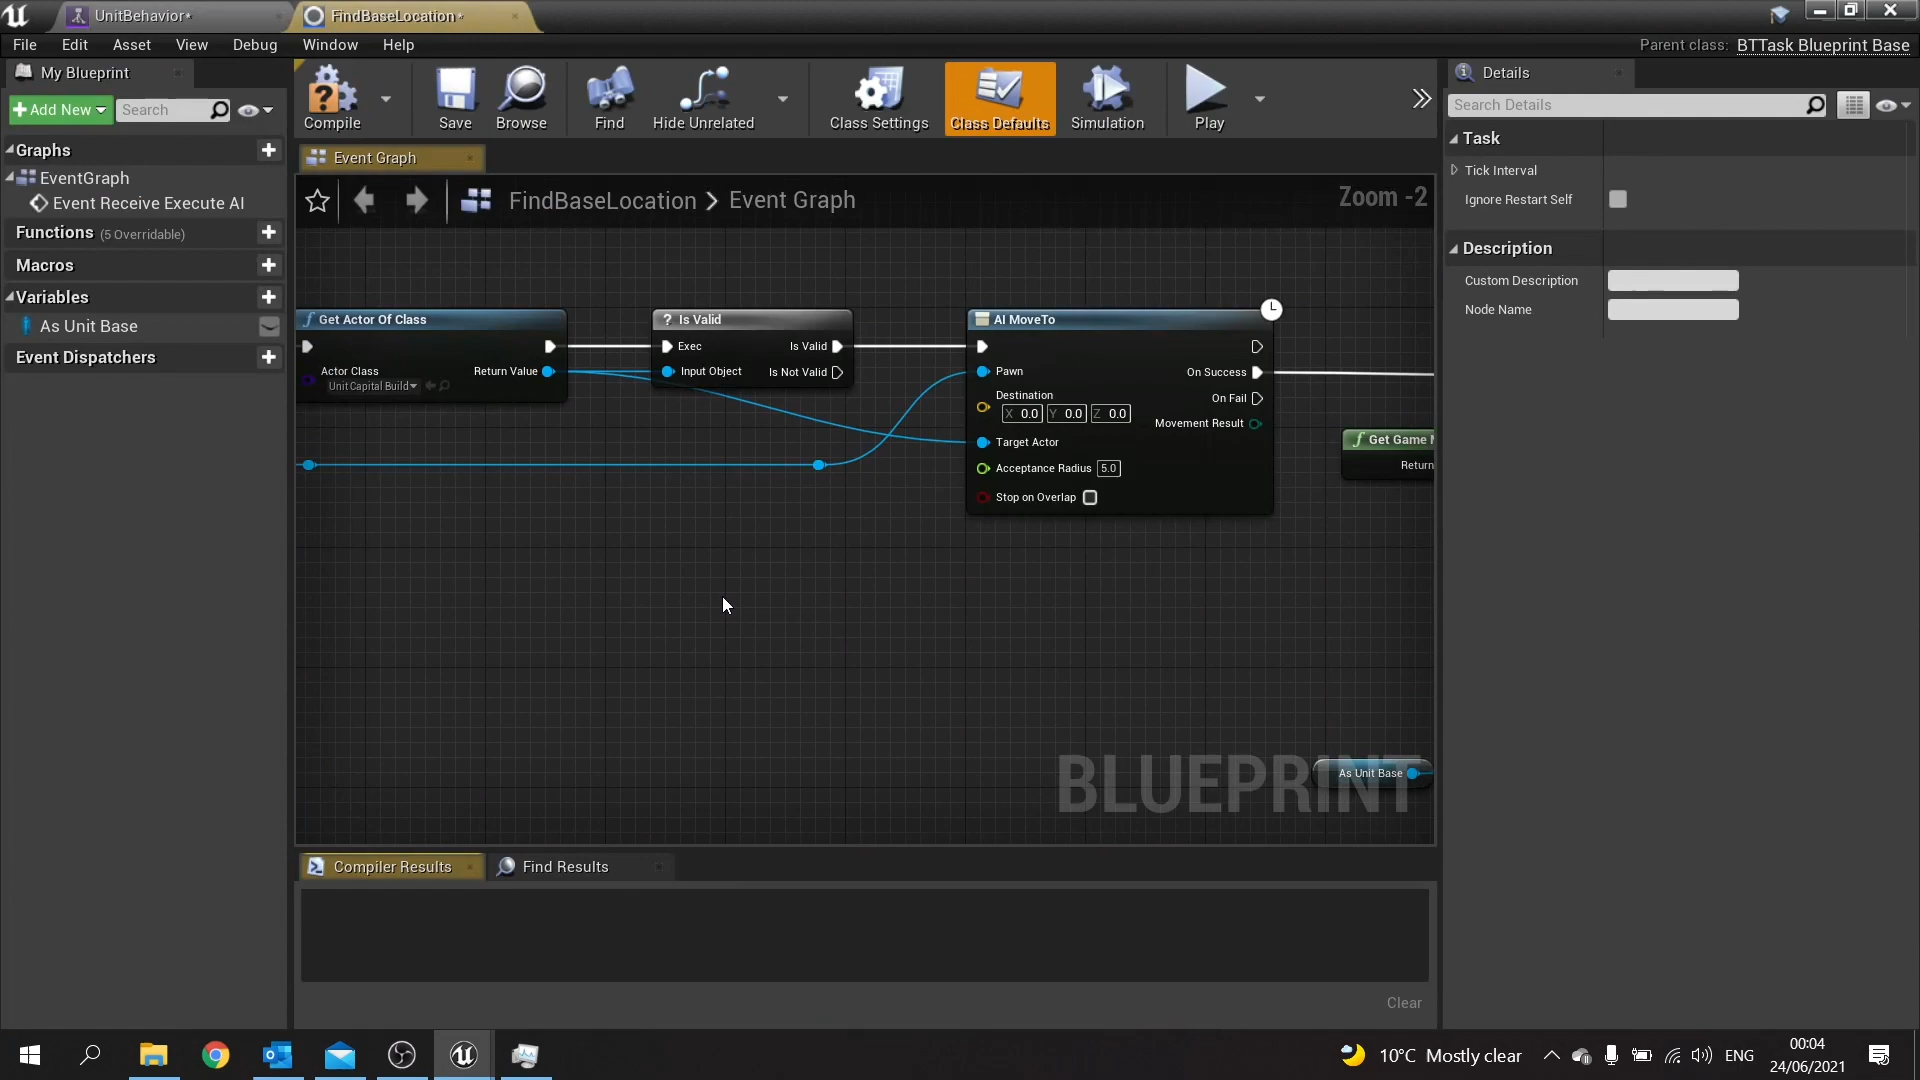 UnitBehavior*
FindBaseLocation*
File Edit Asset View Debug Window Help
Parent class: BTTask Blueprint Base
My Blueprint
Add New
Search
Graphs
EventGraph
Event Receive Execute AI
Functions (5 Overridable)
Macros
Variables
As Unit Base
Event Dispatchers
Compile
Save
Browse
Find
Hide Unrelated
Class Settings
Class Defaults
Simulation
Play
Event Graph
FindBaseLocation > Event Graph
Zoom -2
Get Actor Of Class
Actor Class
Unit Capital Build
Return Value
? Is Valid
Exec
Is Valid
Input Object
Is Not Valid
AI MoveTo
Pawn
On Success
Destination
X 0.0 Y 0.0 Z 0.0
On Fail
Movement Result
Target Actor
Acceptance Radius 5.0
Stop on Overlap
Get Game M
Return
As Unit Base
BLUEPRINT
Compiler Results
Find Results
Clear
Details
Search Details
Task
Tick Interval
Ignore Restart Self
Description
Custom Description
Node Name
10°C Mostly clear
ENG
00:04
24/06/2021